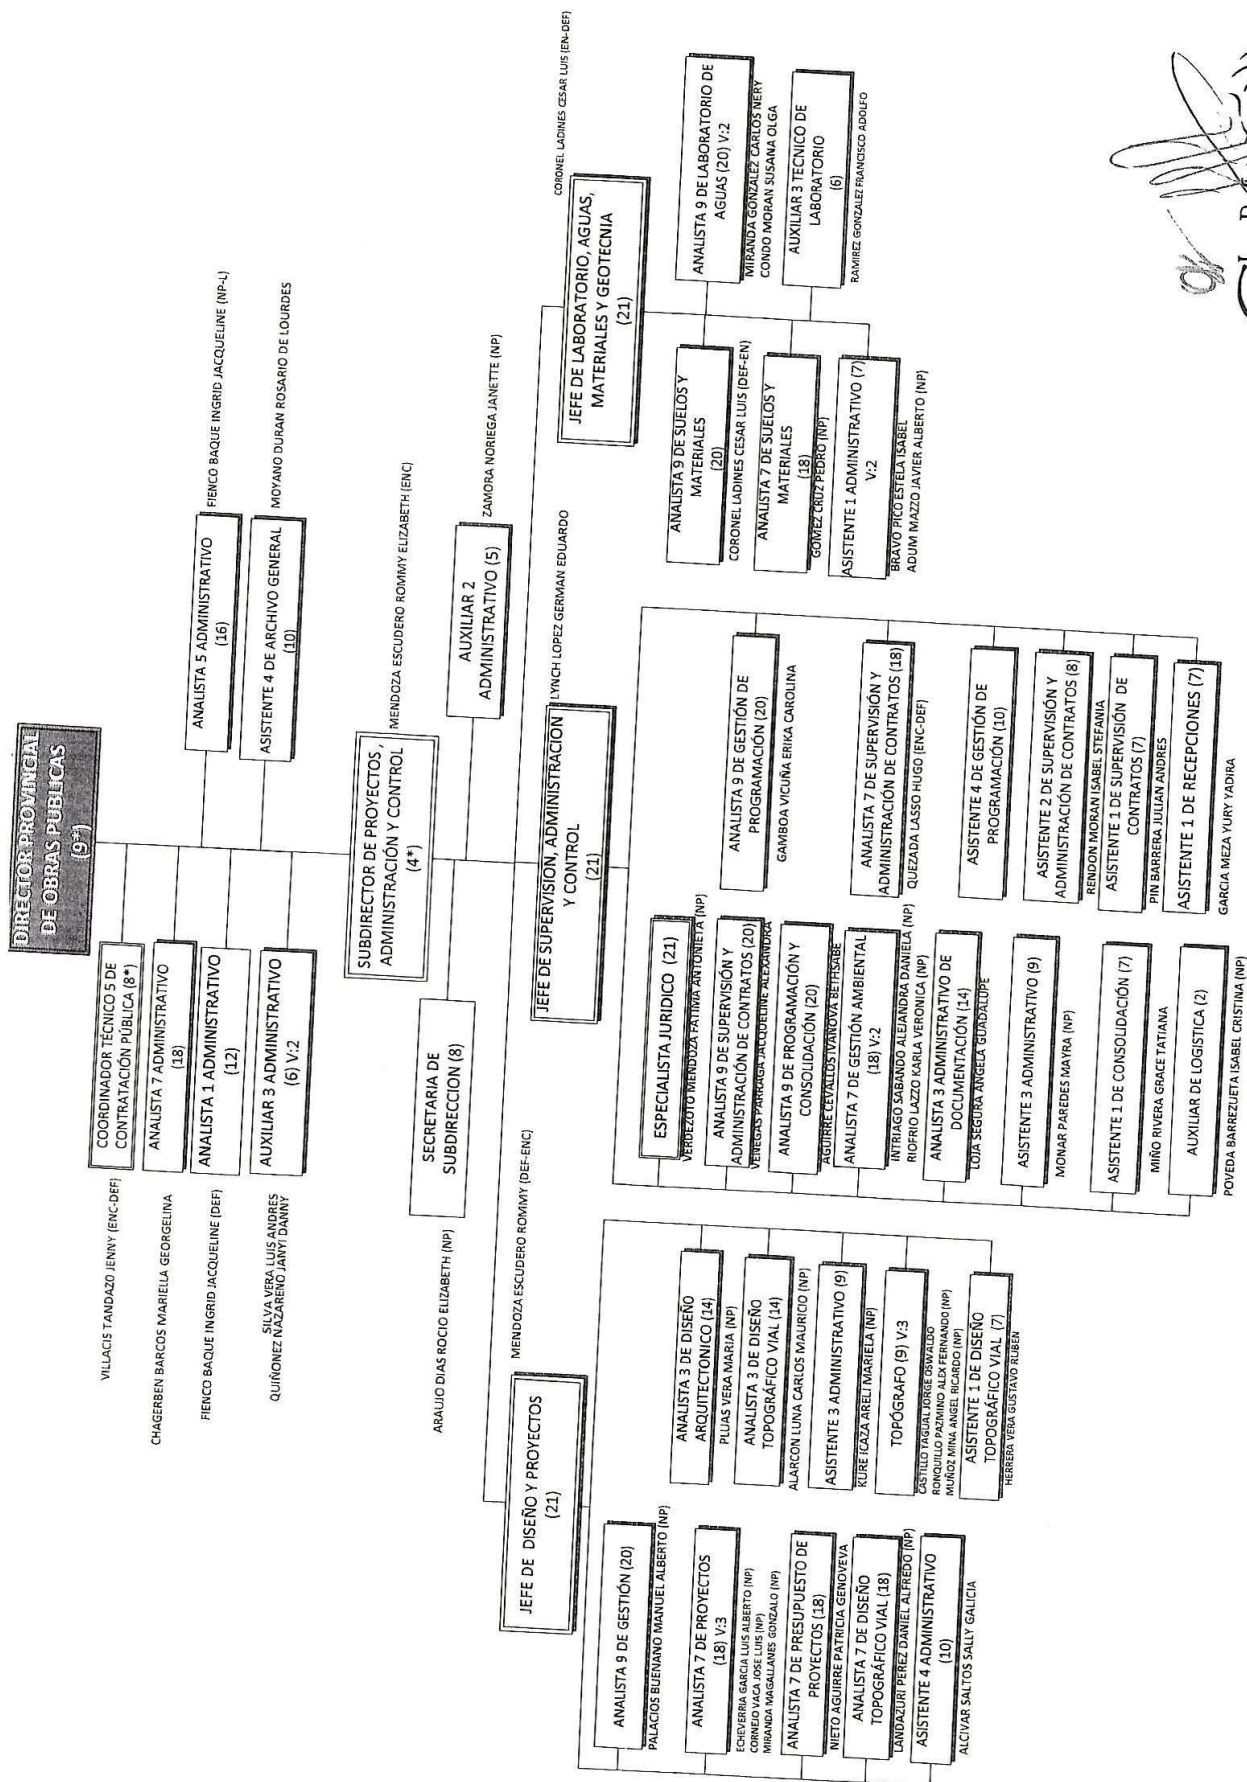 DIRECTOR PROVINCIAL
DE OBRAS PUBLICAS
(9*)
COORDINADOR TÉCNICO 5 DE
CONTRATACIÓN PÚBLICA (8*)
VILLACIS TANDAZO JENNY (ENC-DEF)
ANALISTA 7 ADMINISTRATIVO
(18)
CHAGERBEN BARCOS MARIELLA GEORGELINA
ANALISTA 1 ADMINISTRATIVO
(12)
FIENCO BAQUE INGRID JACQUELINE (DEF)
AUXILIAR 3 ADMINISTRATIVO
(6) V:2
SILVA VERA LUIS ANDRES
QUIÑONEZ NAZARENO JANYI DANNY
ANALISTA 5 ADMINISTRATIVO
(16)
FIENCO BAQUE INGRID JACQUELINE (NP-L)
ASISTENTE 4 DE ARCHIVO GENERAL
(10)
MOYANO DURAN ROSARIO DE LOURDES
SUBDIRECTOR DE PROYECTOS,
ADMINISTRACIÓN Y CONTROL
(4*)
MENDOZA ESCUDERO ROMMY ELIZABETH (ENC)
SECRETARIA DE
SUBDIRECCION (8)
ARAUJO DIAS ROCIO ELIZABETH (NP)
AUXILIAR 2
ADMINISTRATIVO (5)
ZAMORA NORIEGA JANETTE (NP)
JEFE DE DISEÑO Y PROYECTOS
(21)
MENDOZA ESCUDERO ROMMY (DEF-ENC)
ANALISTA 9 DE GESTIÓN (20)
PALACIOS BUENANO MANUEL ALBERTO (NP)
ANALISTA 7 DE PROYECTOS
(18) V:3
ECHEVERRIA GARCIA LUIS ALBERTO (NP)
CORNEJO VACA JOSE LUIS (NP)
MIRANDA MAGALLANES GONZALO (NP)
ANALISTA 7 DE PRESUPUESTO DE
PROYECTOS (18)
NIETO AGUIRRE PATRICIA GENOVEVA
ANALISTA 7 DE DISEÑO
TOPOGRÁFICO VIAL (18)
LANDAZURI PEREZ DANIEL ALFREDO (NP)
ASISTENTE 4 ADMINISTRATIVO
(10)
ALCIVAR SALTOS SALLY GALICIA
ANALISTA 3 DE DISEÑO
ARQUITECTONICO (14)
PLUAS VERA MARIA (NP)
ANALISTA 3 DE DISEÑO
TOPOGRÁFICO VIAL (14)
ALARCON LUNA CARLOS MAURICIO (NP)
ASISTENTE 3 ADMINISTRATIVO (9)
KURE ICAZA ARELI MARIELA (NP)
TOPÓGRAFO (9) V:3
CASTILLO YAGUAL JORGE OSWALDO
RONQUILLO PAZMINO ALEX FERNANDO (NP)
MUÑOZ MINA ANGEL RICARDO (NP)
ASISTENTE 1 DE DISEÑO
TOPOGRÁFICO VIAL (7)
HERRERA VERA GUSTAVO RUBEN
JEFE DE SUPERVISION, ADMINISTRACION
Y CONTROL
(21)
LYNCH LOPEZ GERMAN EDUARDO
ESPECIALISTA JURIDICO (21)
VERDEZOTO MENDOZA FATIMA ANTONIETA (NP)
ANALISTA 9 DE SUPERVISIÓN Y
ADMINISTRACIÓN DE CONTRATOS (20)
VENEGAS PARRAGA JACQUELINE ALEXANDRA
ANALISTA 9 DE PROGRAMACIÓN Y
CONSOLIDACIÓN (20)
AGUIRRE CEVALLOS IVANOVA BETHSABE
ANALISTA 7 DE GESTIÓN AMBIENTAL
(18) V:2
INTRIAGO SABANDO ALEJANDRA DANIELA (NP)
RIOFRIO LAZZO KARLA VERONICA (NP)
ANALISTA 3 ADMINISTRATIVO DE
DOCUMENTACIÓN (14)
LOJA SEGURA ANGELA GUADALUPE
ASISTENTE 3 ADMINISTRATIVO (9)
MONAR PAREDES MAYRA (NP)
ASISTENTE 1 DE CONSOLIDACIÓN (7)
MIÑO RIVERA GRACE TATIANA
AUXILIAR DE LOGISTICA (2)
POVEDA BARREZUETA ISABEL CRISTINA (NP)
ANALISTA 9 DE GESTIÓN DE
PROGRAMACIÓN (20)
GAMBOA VICUÑA ERIKA CAROLINA
ANALISTA 7 DE SUPERVISIÓN Y
ADMINISTRACIÓN DE CONTRATOS (18)
QUEZADA LASSO HUGO (ENC-DEF)
ASISTENTE 4 DE GESTIÓN DE
PROGRAMACIÓN (10)
ASISTENTE 2 DE SUPERVISIÓN Y
ADMINISTRACIÓN DE CONTRATOS (8)
RENDON MORAN ISABEL STEFANIA
ASISTENTE 1 DE SUPERVISIÓN DE
CONTRATOS (7)
PIN BARRERA JULIAN ANDRES
ASISTENTE 1 DE RECEPCIONES (7)
GARCIA MEZA YURY YADIRA
JEFE DE LABORATORIO, AGUAS,
MATERIALES Y GEOTECNIA
(21)
CORONEL LADINES CESAR LUIS (EN-DEF)
ANALISTA 9 DE SUELOS Y
MATERIALES
(20)
CORONEL LADINES CESAR LUIS (DEF-EN)
ANALISTA 7 DE SUELOS Y
MATERIALES
(18)
GOMEZ CRUZ PEDRO (NP)
ASISTENTE 1 ADMINISTRATIVO (7)
V:2
BRAVO PICO ESTELA ISABEL
ADUM MAZZO JAVIER ALBERTO (NP)
ANALISTA 9 DE LABORATORIO DE
AGUAS (20) V:2
MIRANDA GONZALEZ CARLOS NERY
CONDO MORAN SUSANA OLGA
AUXILIAR 3 TECNICO DE
LABORATORIO
(6)
RAMIREZ GONZALEZ FRANCISCO ADOLFO